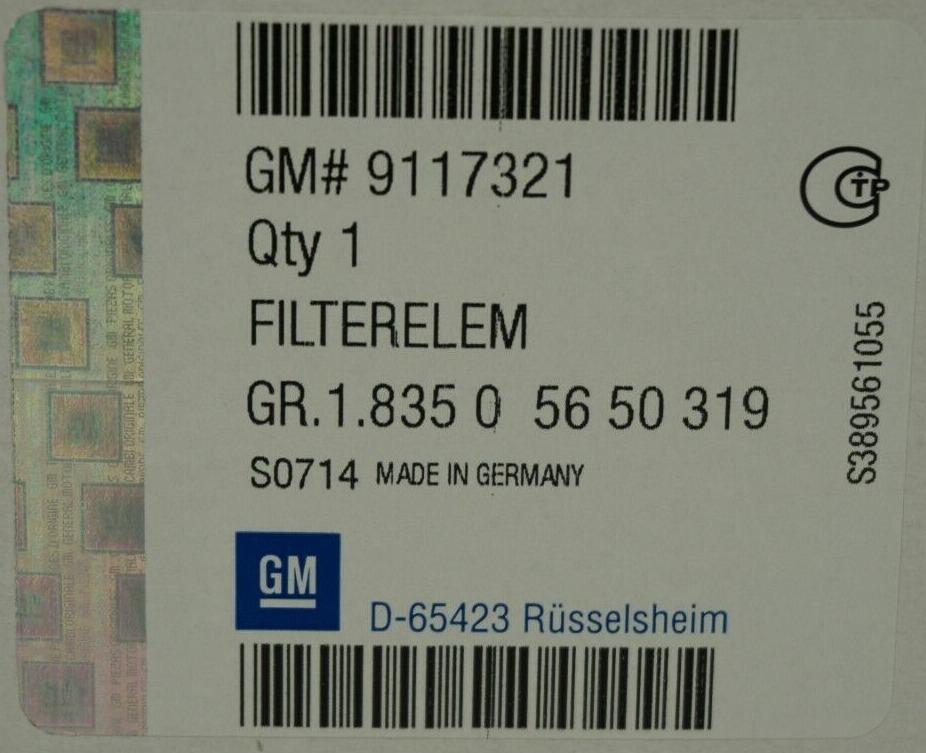 GM# 9117321
Qty 1
FILTERELEM
GR.1.835 0 56 50 319
S0714 MADE IN GERMANY
S389561055
GM
D-65423 Rüsselsheim